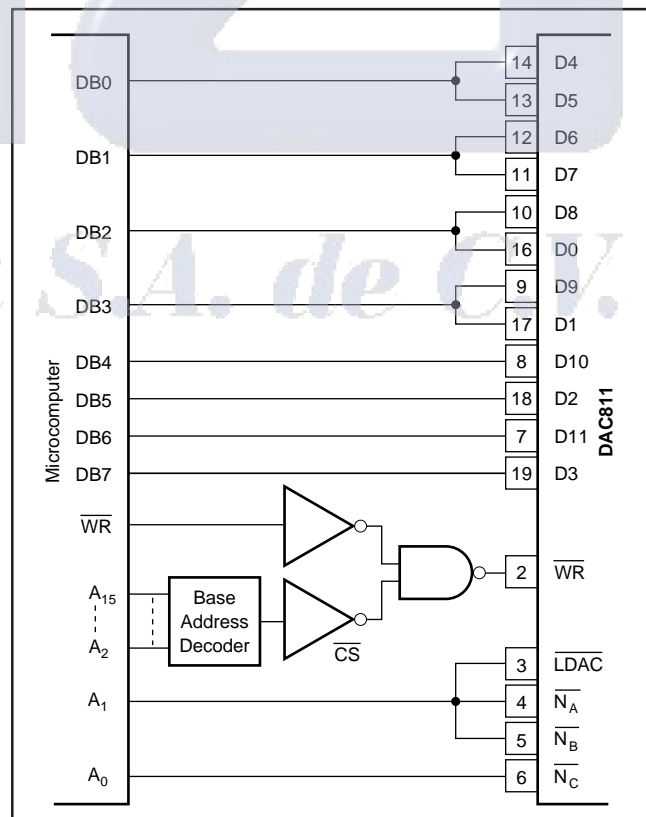 DB0
14 D4
13 D5
DB1
12 D6
11 D7
DB2
10 D8
16 D0
S.A. de C.V.
DB3
9 D9
17 D1
DB4
8 D10
DB5
18 D2
DB6
7 D11
DB7
19 D3
Microcomputer
DAC811
WR
2 WR
A15
A2
Base
Address
Decoder
CS
3 LDAC
A1
4 NA
5 NB
A0
6 NC